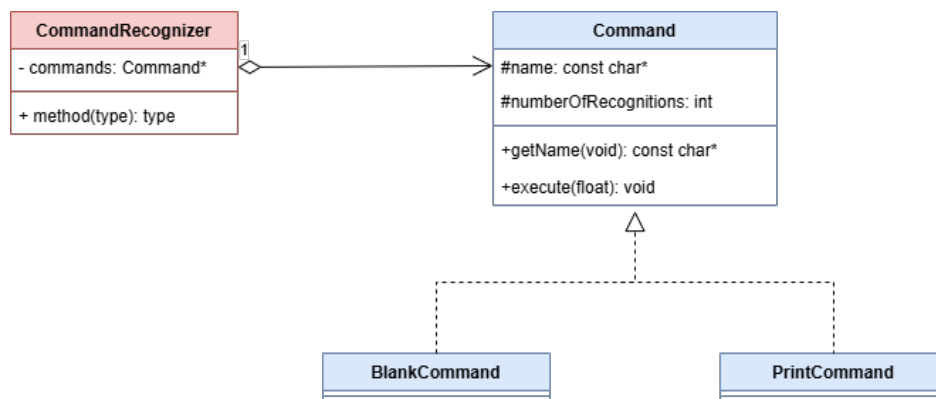 CommandRecognizer
- commands: Command*
+ method(type): type
1
Command
#name: const char*
#numberOfRecognitions: int
+getName(void): const char*
+execute(float): void
BlankCommand
PrintCommand